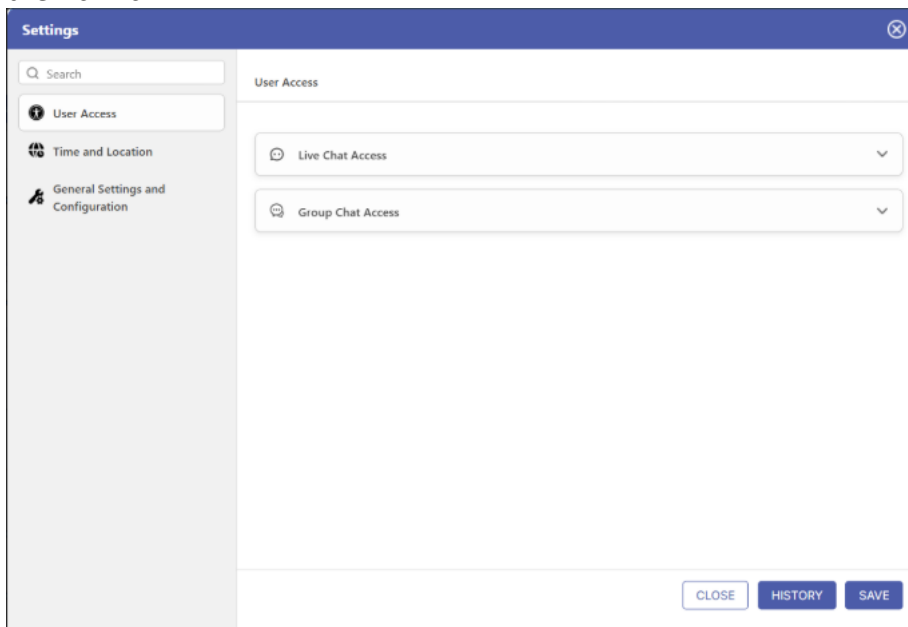 Settings
Search
User Access
Time and Location
General Settings and
Configuration
User Access
Live Chat Access
Group Chat Access
CLOSE
HISTORY
SAVE